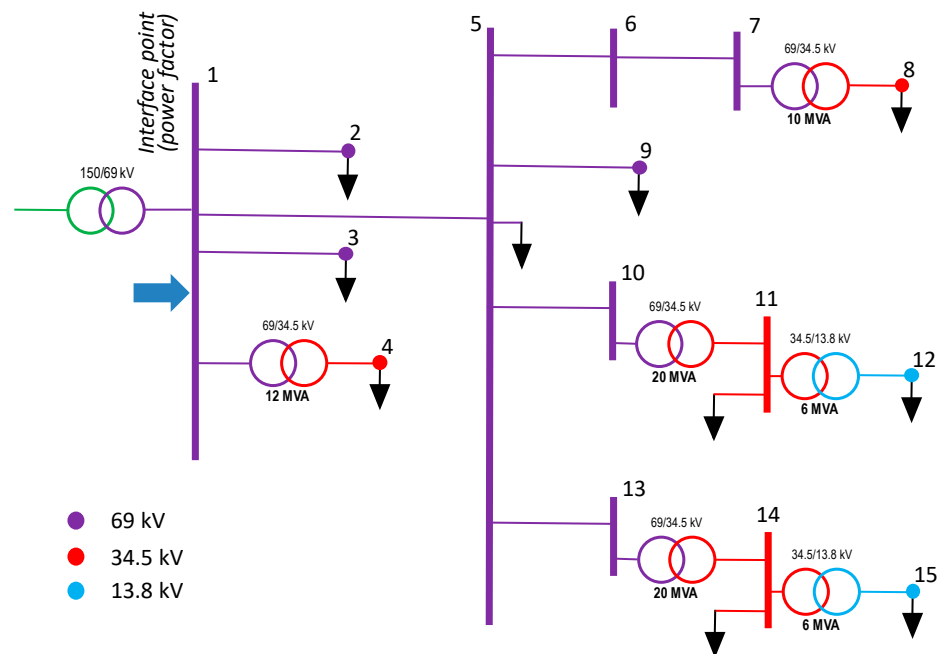 Interface point
(power factor)
1
150/69 kV
2
3
69/34.5 kV
12 MVA
4
5
6
7
69/34.5 kV
10 MVA
8
9
10
69/34.5 kV
20 MVA
11
34.5/13.8 kV
6 MVA
12
13
69/34.5 kV
20 MVA
14
34.5/13.8 kV
6 MVA
15
69 kV
34.5 kV
13.8 kV